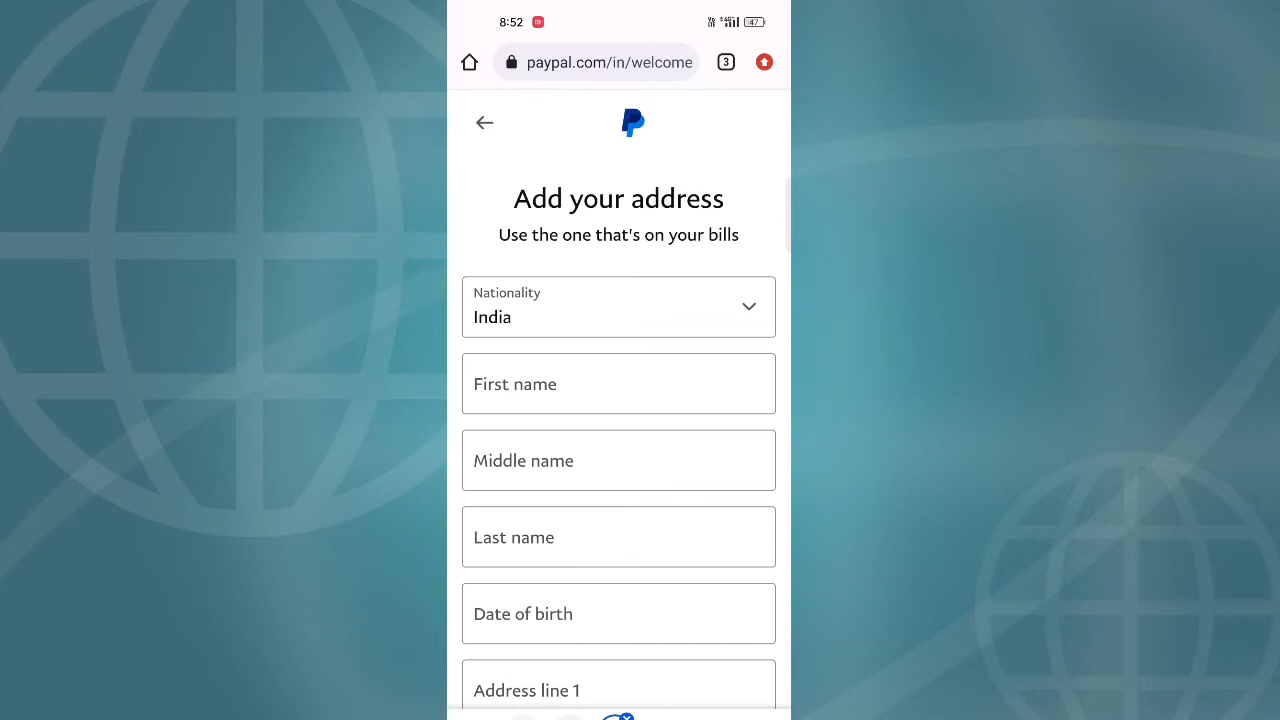 8:52 47
paypal.com/in/welcome 3
Add your address
Use the one that's on your bills
Nationality
India
First name
Middle name
Last name
Date of birth
Address line 1